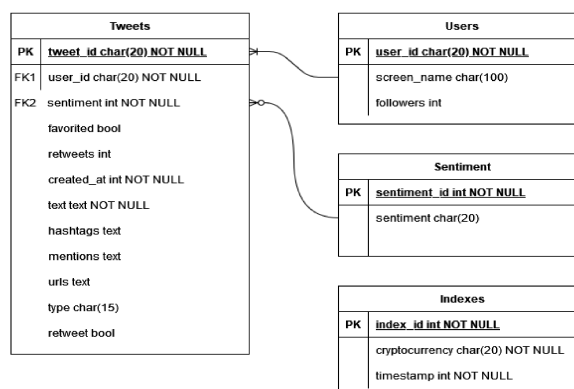 Tweets
PK tweet_id char(20) NOT NULL
FK1 user_id char(20) NOT NULL
FK2 sentiment int NOT NULL
favorited bool
retweets int
created_at int NOT NULL
text text NOT NULL
hashtags text
mentions text
urls text
type char(15)
retweet bool
Users
PK user_id char(20) NOT NULL
screen_name char(100)
followers int
Sentiment
PK sentiment_id int NOT NULL
sentiment char(20)
Indexes
PK index_id int NOT NULL
cryptocurrency char(20) NOT NULL
timestamp int NOT NULL